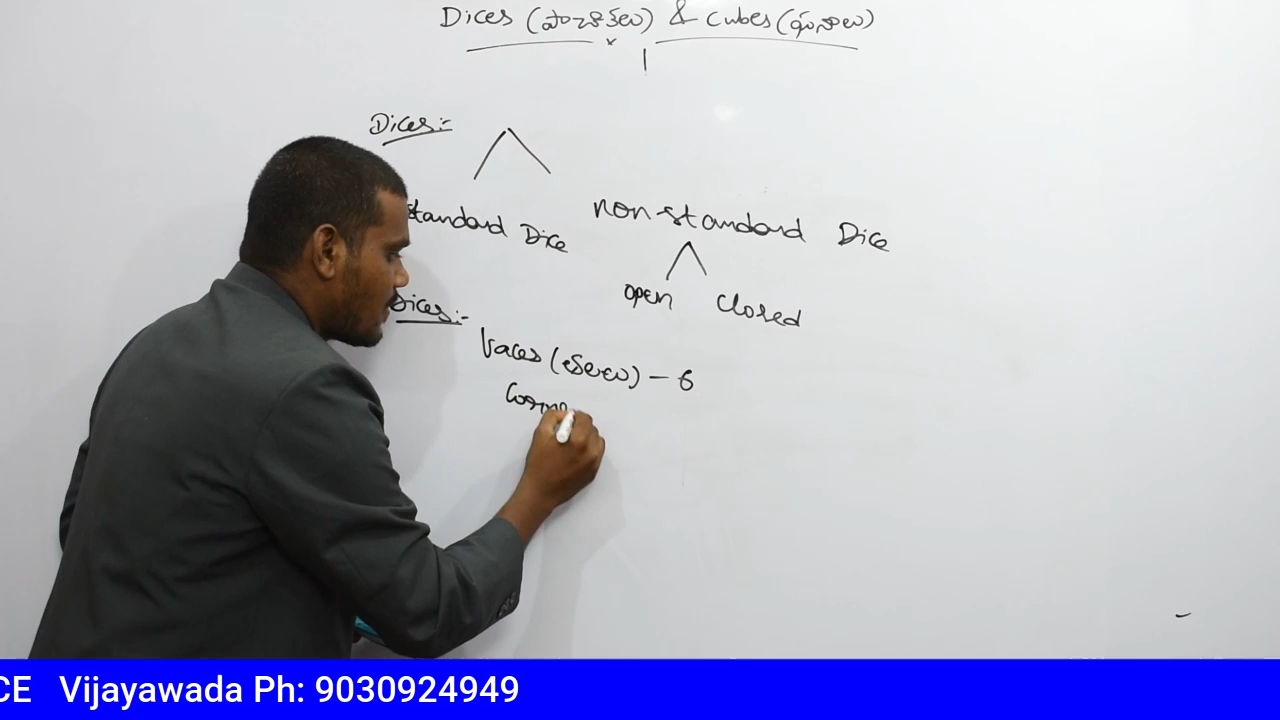 Dices (పాచికలు) & Cubes (ఘనాలు)
Dices:-
Standard Dice non-standard Dice
open closed
Dices:-
Faces ( ) - 6
CE Vijayawada Ph: 9030924949